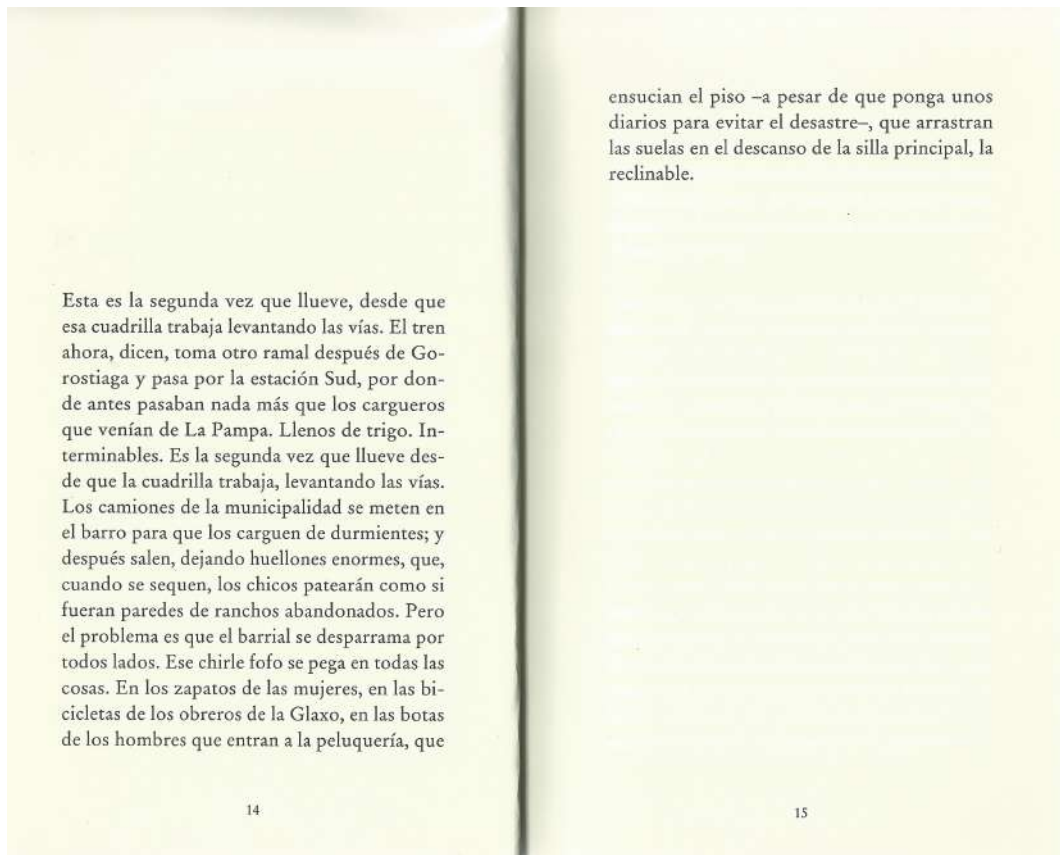 Esta es la segunda vez que llueve, desde que
esa cuadrilla trabaja levantando las vías. El tren
ahora, dicen, toma otro ramal después de Go-
rostiaga y pasa por la estación Sud, por don-
de antes pasaban nada más que los cargueros
que venían de La Pampa. Llenos de trigo. In-
terminables. Es la segunda vez que llueve des-
de que la cuadrilla trabaja, levantando las vías.
Los camiones de la municipalidad se meten en
el barro para que los carguen de durmientes; y
después salen, dejando huellones enormes, que,
cuando se sequen, los chicos patearán como si
fueran paredes de ranchos abandonados. Pero
el problema es que el barrial se desparrama por
todos lados. Ese chirle fofo se pega en todas las
cosas. En los zapatos de las mujeres, en las bi-
cicletas de los obreros de la Glaxo, en las botas
de los hombres que entran a la peluquería, que
14
ensucian el piso –a pesar de que ponga unos
diarios para evitar el desastre–, que arrastran
las suelas en el descanso de la silla principal, la
reclinable.
15